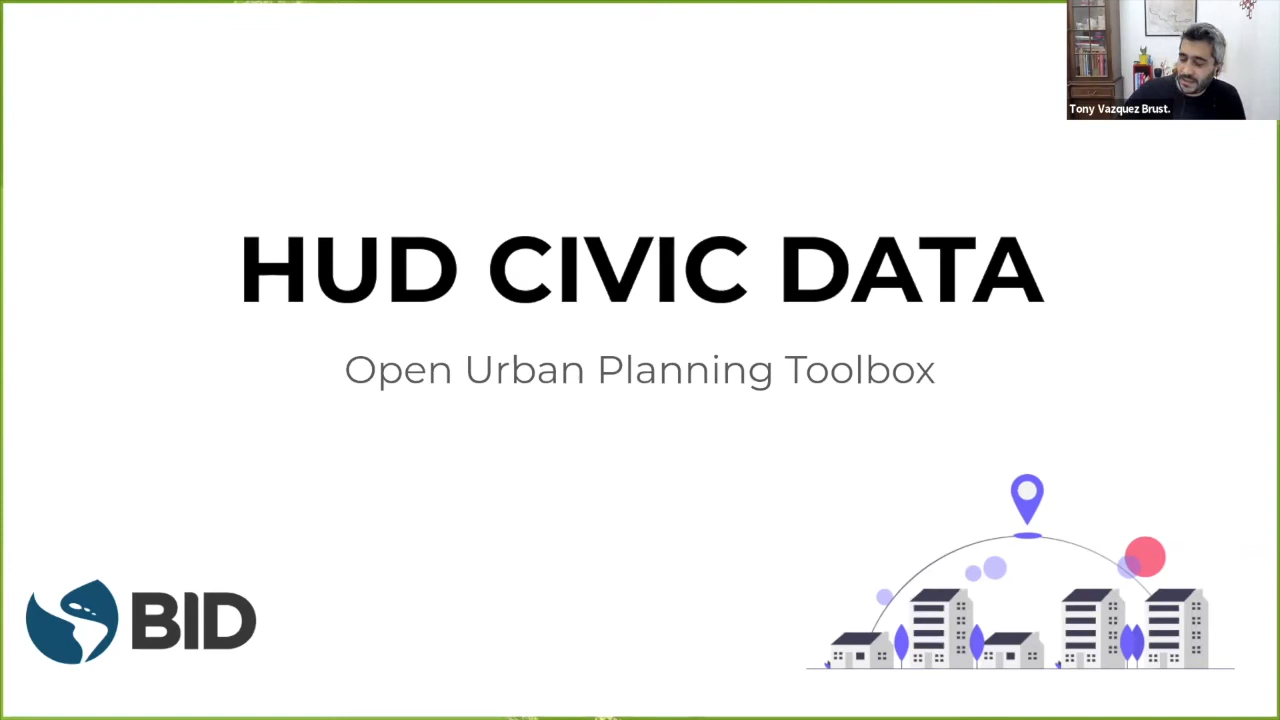 Tony Vazquez Brust.
HUD CIVIC DATA
Open Urban Planning Toolbox
BID